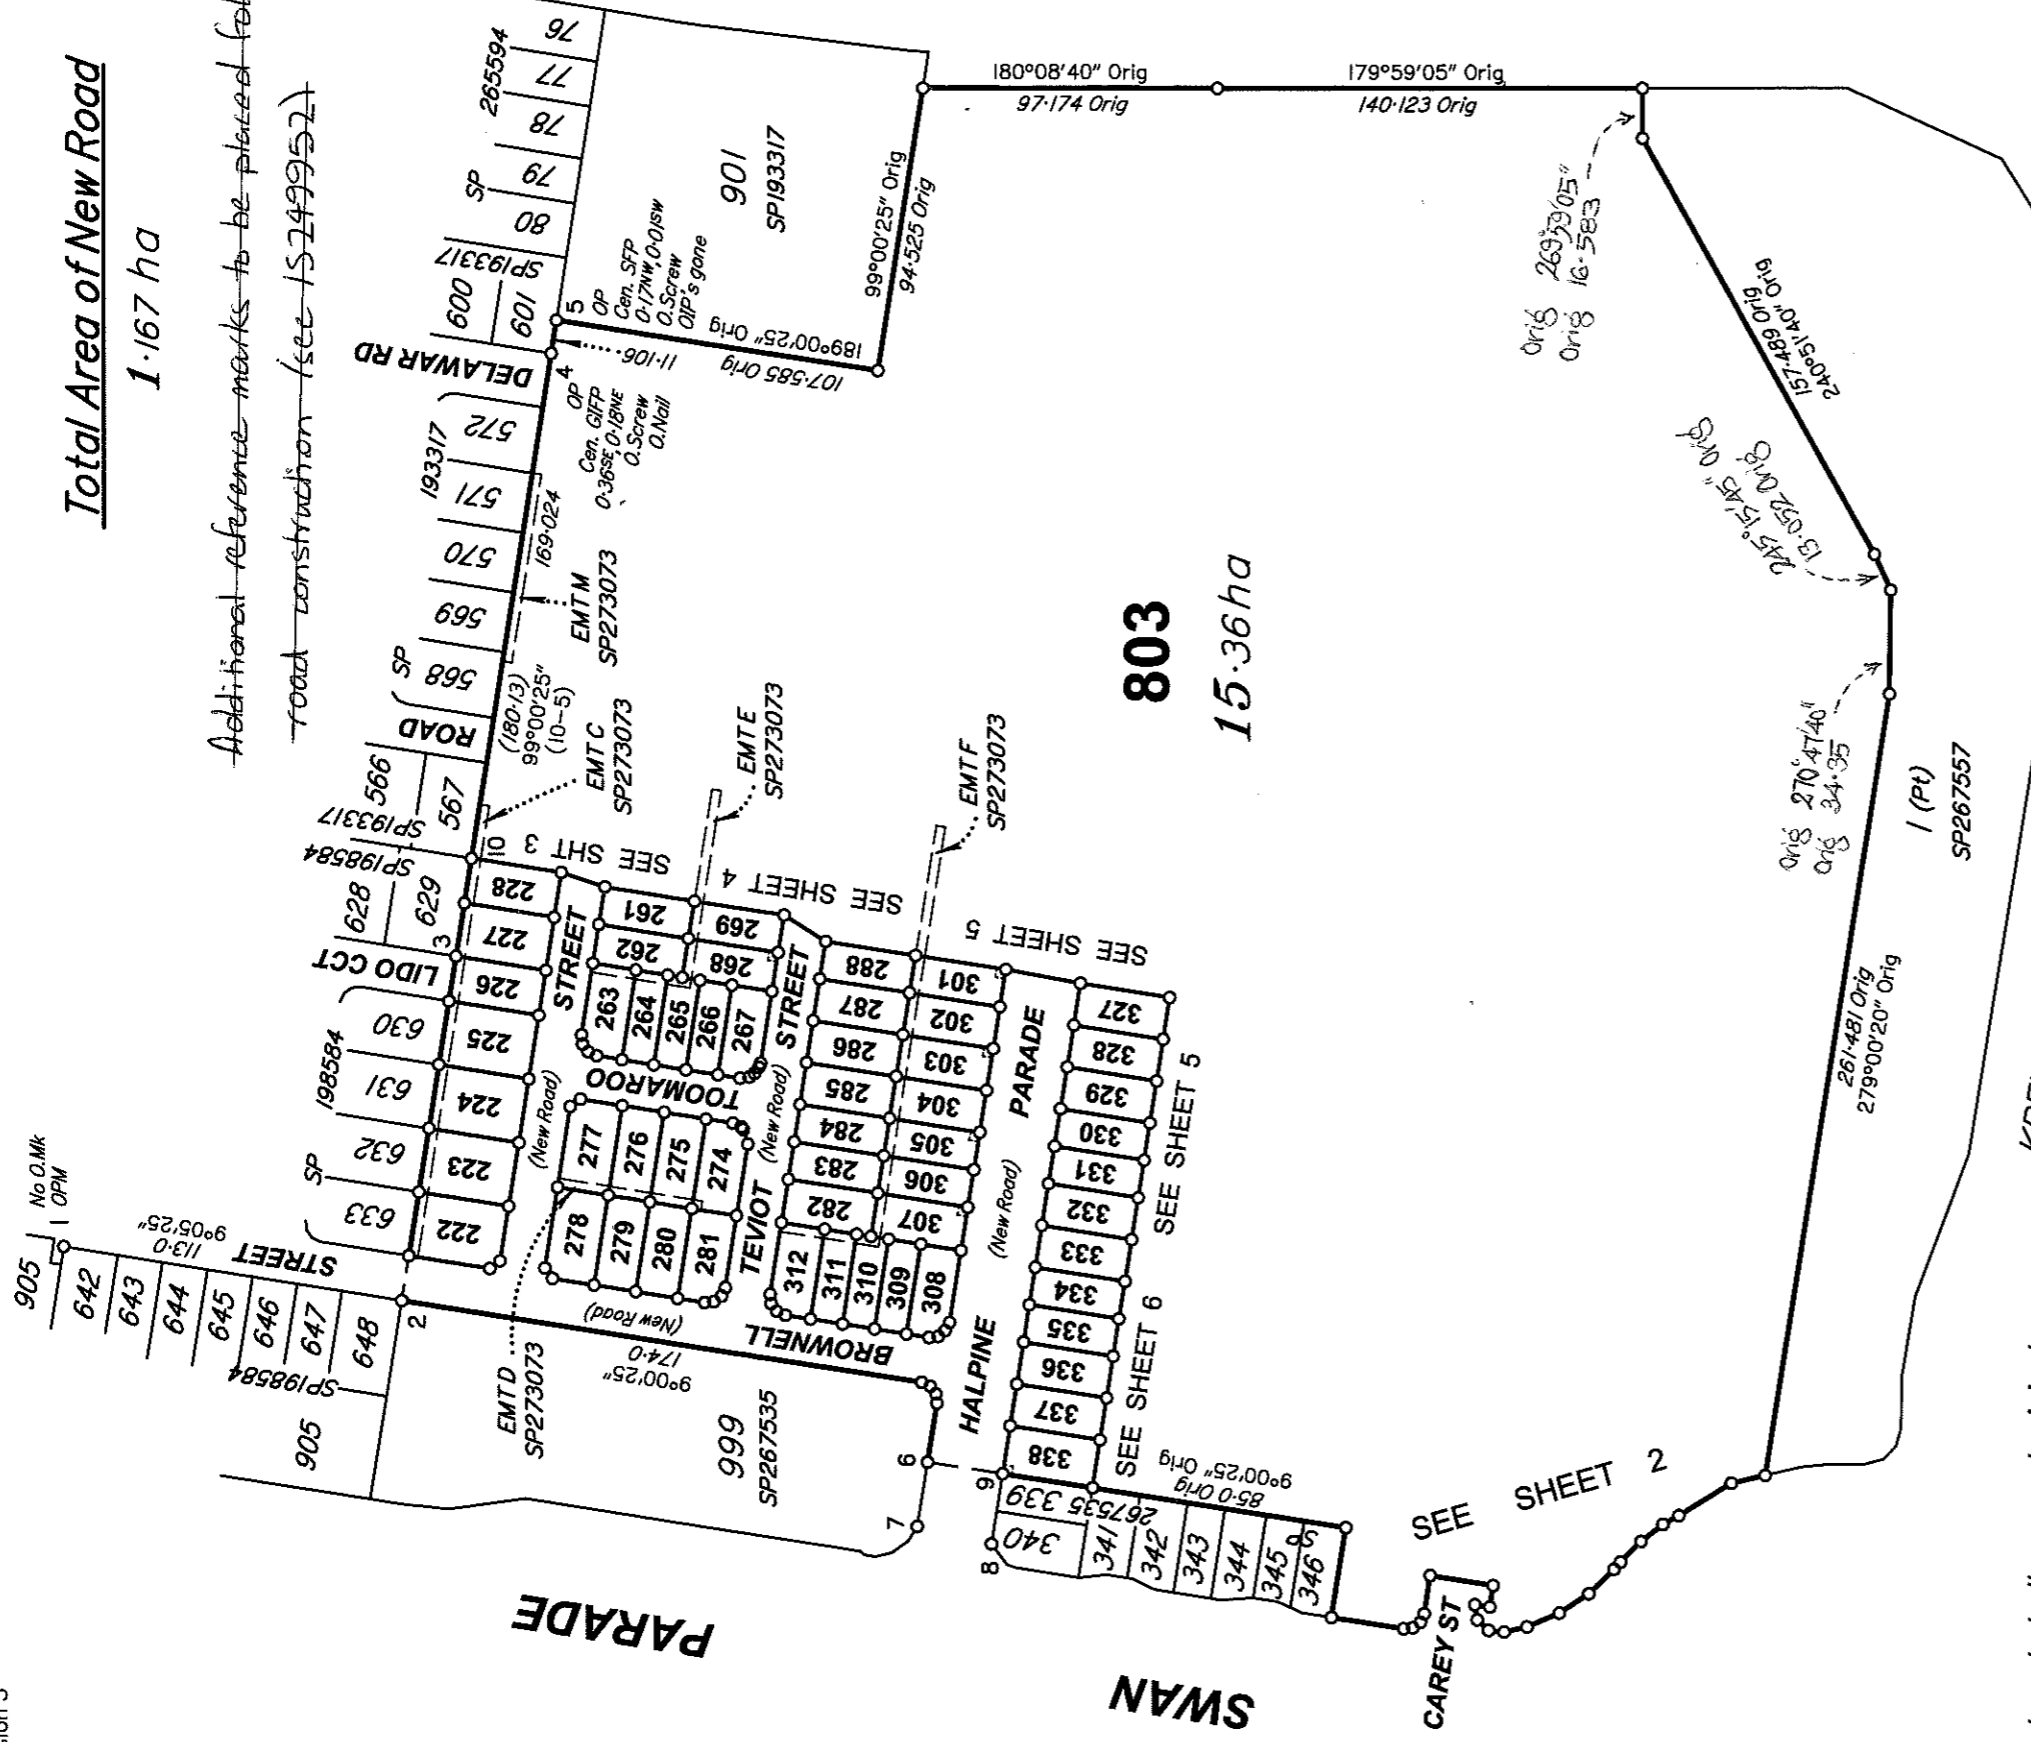 Total Area of New Road
1·167 ha
Additional reference marks to be placed
road construction (see IS249952)
76
77
78
79
80
SP
265594
SP193317
600
601
901
SP193317
180°08'40" Orig
97·174 Orig
179°59'05" Orig
140·123 Orig
Orig 269°59'05"
Orig 16·583
99°00'25" Orig
94·525 Orig
5
OP
Cen. SFP
0·17NW,0·01SW
O.Screw
OIP's gone
189°00'25" Orig
107·585 Orig
11·106
DELAWAR RD
4
OP
Cen. GIFP
0·36SE,0·18NE
O.Screw
O.Nail
157·489 Orig
240°51'40" Orig
245°15'45" Orig
13·052 Orig
Orig 270°47'40"
Orig 34·35
1 (Pt)
SP267557
261·481 Orig
279°00'20" Orig
803
15·36ha
572
571
570
569
568
SP
193317
169·024
EMT M
SP273073
(180·13)
99°00'25"
(10–5)
ROAD
566
567
SP193317
EMT C
SP273073
EMT E
SP273073
EMT F
SP273073
10
SEE SHT 3
SEE SHEET 4
SEE SHEET 5
SP198584
628
629
3
LIDO CCT
630
631
632
633
SP
198584
228
227
226
225
224
223
222
STREET
261
262
263
264
265
266
267
268
269
STREET
TOOMAROO
(New Road)
(New Road)
277
276
275
274
278
279
280
281
TEVIOT
288
287
286
285
284
283
282
301
302
303
304
305
306
307
312
311
310
309
308
PARADE
(New Road)
HALPINE
327
328
329
330
331
332
333
334
335
336
337
338
SEE SHEET 5
SEE SHEET 6
No O.Mk
1 OPM
905
642
643
644
645
646
647
648
SP198584
905
9°05'25"
113·0
STREET
2
EMT D
SP273073
(New Road)
BROWNELL
9°00'25"
174·0
999
SP267535
6
7
8
9
339
340
341
342
343
344
345
346
SP
267535
9°00'25" Orig
85·0 Orig
SEE SHEET 2
CAREY ST
PARADE
SWAN